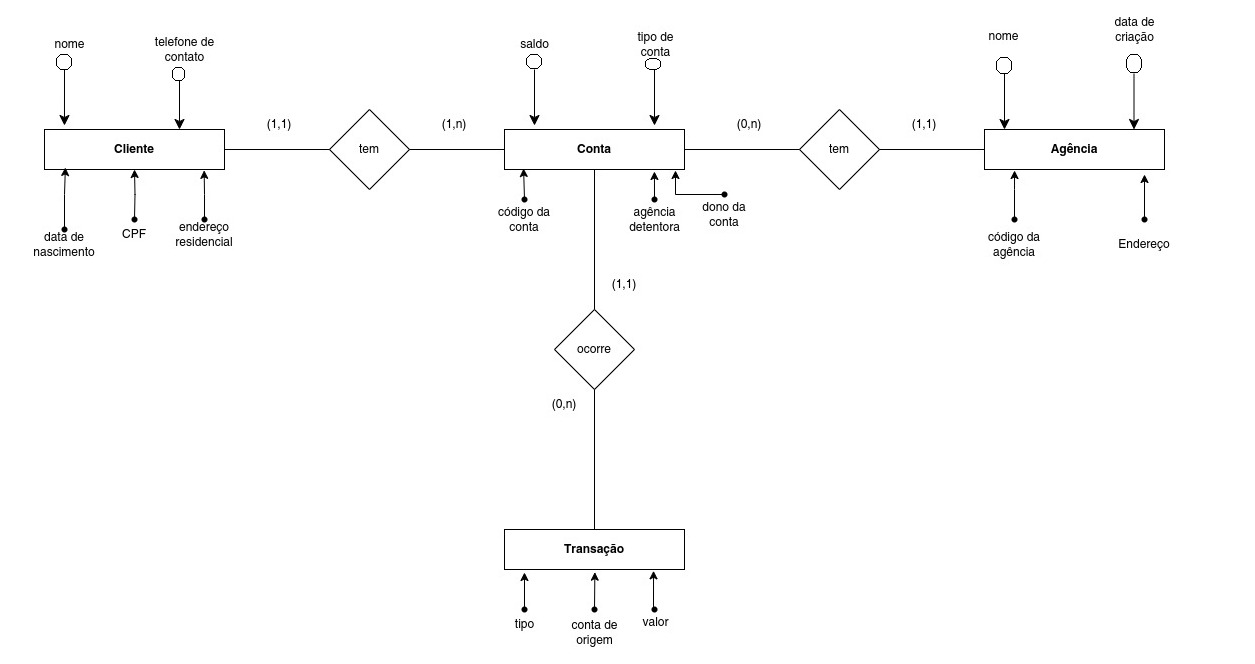 nome
telefone de
contato
saldo
tipo de
conta
nome
data de
criação
(1,1)
(1,n)
(0,n)
(1,1)
Cliente
tem
Conta
tem
Agência
data de
nascimento
CPF
endereço
residencial
código da
conta
agência
detentora
dono da
conta
código da
agência
Endereço
(1,1)
ocorre
(0,n)
Transação
tipo
conta de
origem
valor